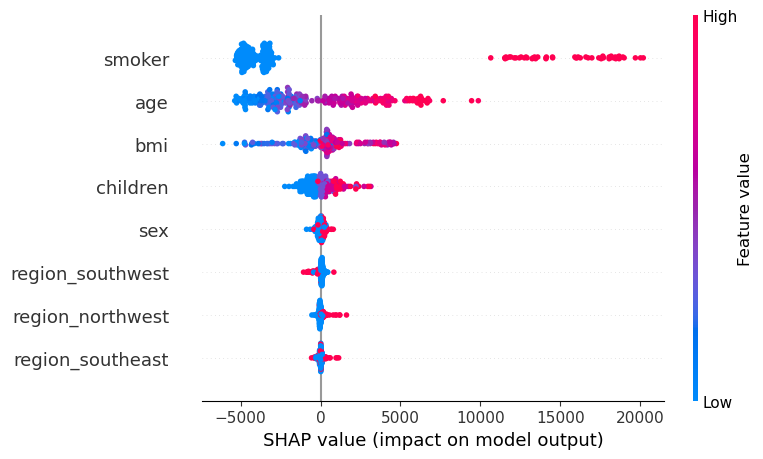 High
smoker
age
bmi
children
sex
region_southwest
region_northwest
region_southeast
Feature value
Low
−5000 0 5000 10000 15000 20000
SHAP value (impact on model output)